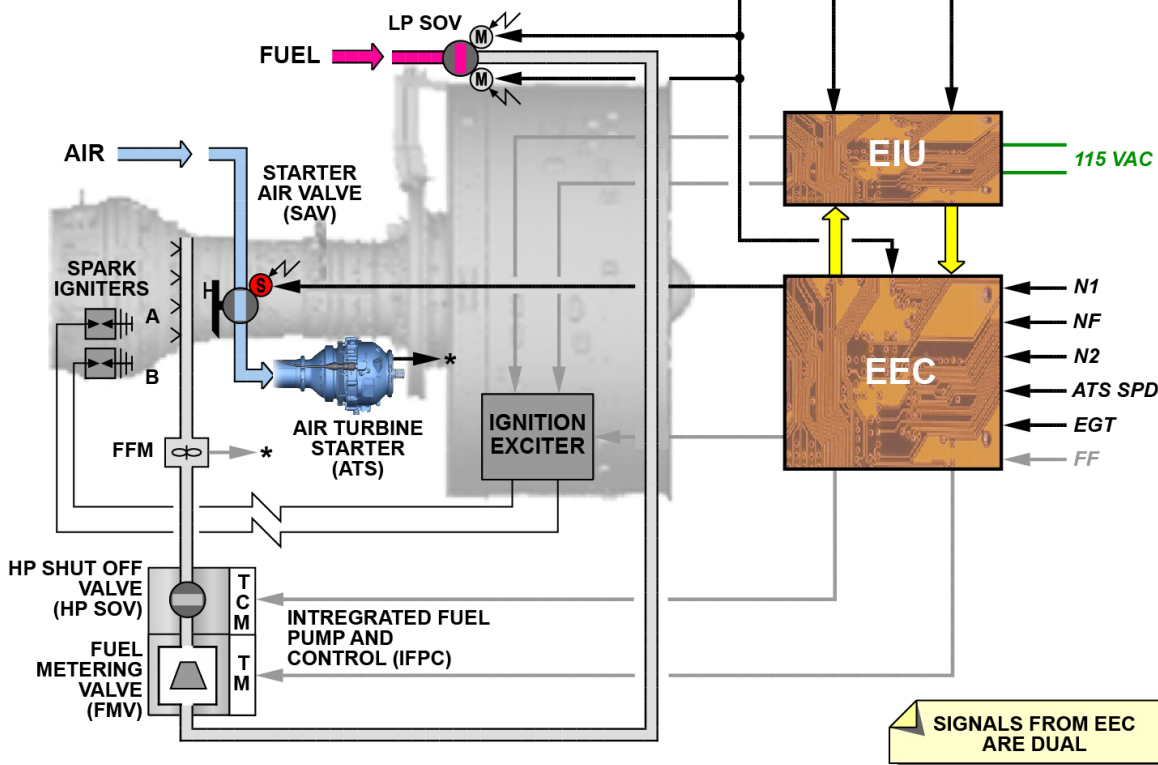 LP SOV
M
FUEL
M
AIR
EIU
115 VAC
STARTER
AIR VALVE
(SAV)
SPARK
IGNITERS
S
A
B
N1
NF
N2
ATS SPD
EGT
FF
EEC
*
AIR TURBINE
STARTER
(ATS)
IGNITION
EXCITER
FFM
*
HP SHUT OFF
VALVE
(HP SOV)
T
C
M
INTREGRATED FUEL
PUMP AND
CONTROL (IFPC)
FUEL
METERING
VALVE
(FMV)
T
M
SIGNALS FROM EEC
ARE DUAL